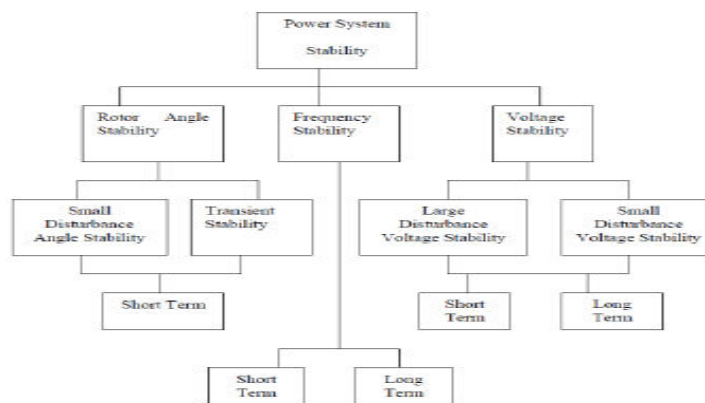 Power System
Stability
Rotor Angle
Stability
Frequency
Stability
Voltage
Stability
Small
Disturbance
Angle Stability
Transient
Stability
Large
Disturbance
Voltage Stability
Small
Disturbance
Voltage Stability
Short Term
Short
Term
Long
Term
Short
Term
Long
Term